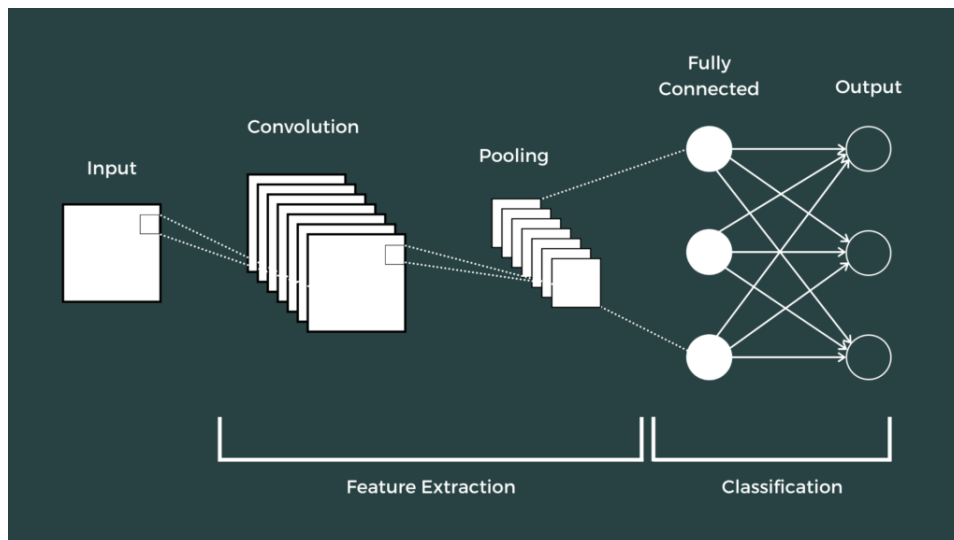 Input
Convolution
Pooling
Fully
Connected
Output
Feature Extraction
Classification